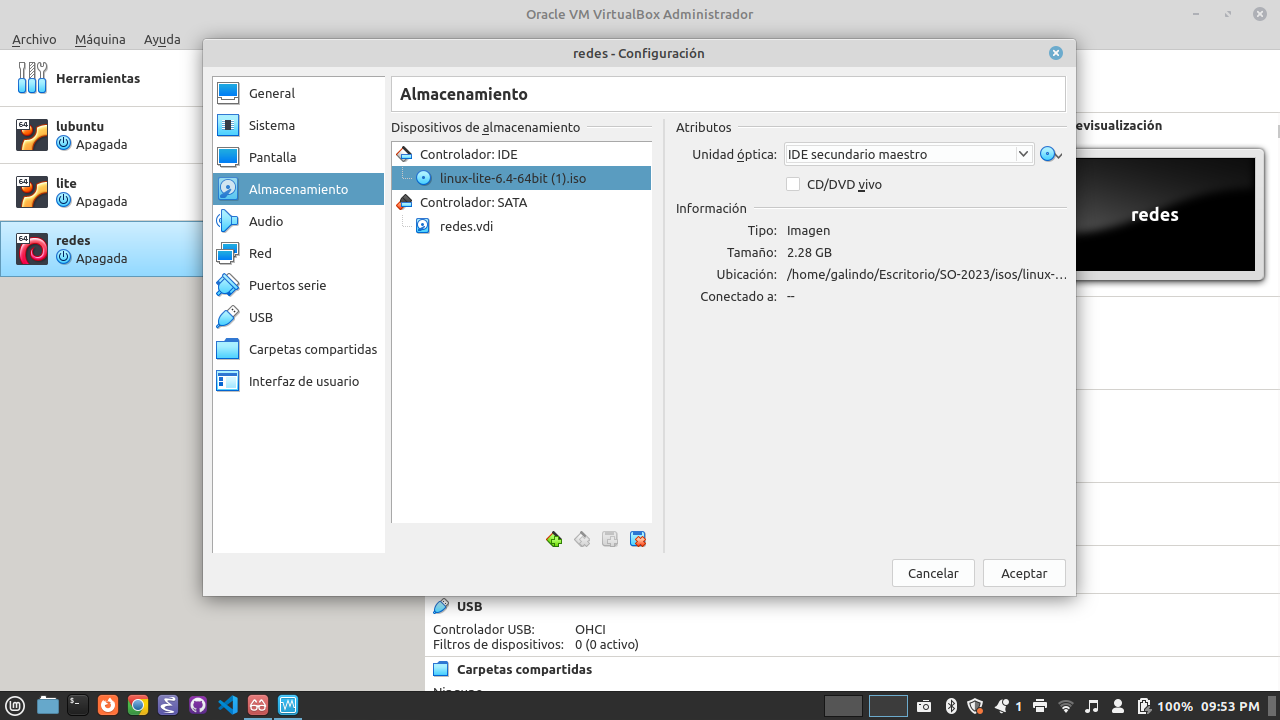 Oracle VM VirtualBox Administrador
Archivo Máquina Ayuda
Herramientas
64
lubuntu
Apagada
64
lite
Apagada
64
redes
Apagada
redes - Configuración
General
Sistema
Pantalla
Almacenamiento
Audio
Red
Puertos serie
USB
Carpetas compartidas
Interfaz de usuario
Almacenamiento
Dispositivos de almacenamiento
Controlador: IDE
linux-lite-6.4-64bit (1).iso
Controlador: SATA
redes.vdi
Atributos
Unidad óptica: IDE secundario maestro
CD/DVD vivo
Información
Tipo: Imagen
Tamaño: 2.28 GB
Ubicación: /home/galindo/Escritorio/SO-2023/isos/linux-...
Conectado a: --
Cancelar Aceptar
evisualización
redes
USB
Controlador USB: OHCI
Filtros de dispositivos: 0 (0 activo)
Carpetas compartidas
1 100% 09:53 PM